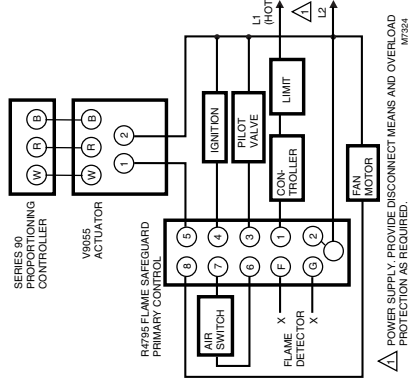 SERIES 90
PROPORTIONING
CONTROLLER
W R B
V9055
ACTUATOR
W R B
1 2
R4795 FLAME SAFEGUARD
PRIMARY CONTROL
8 5
7 4
6 3
F 1
G 2
AIR
SWITCH
FLAME
DETECTOR
X
X
IGNITION
PILOT
VALVE
CON-
TROLLER
LIMIT
FAN
MOTOR
L1
(HOT)
1
L2
1 POWER SUPPLY. PROVIDE DISCONNECT MEANS AND OVERLOAD
PROTECTION AS REQUIRED.
M7324